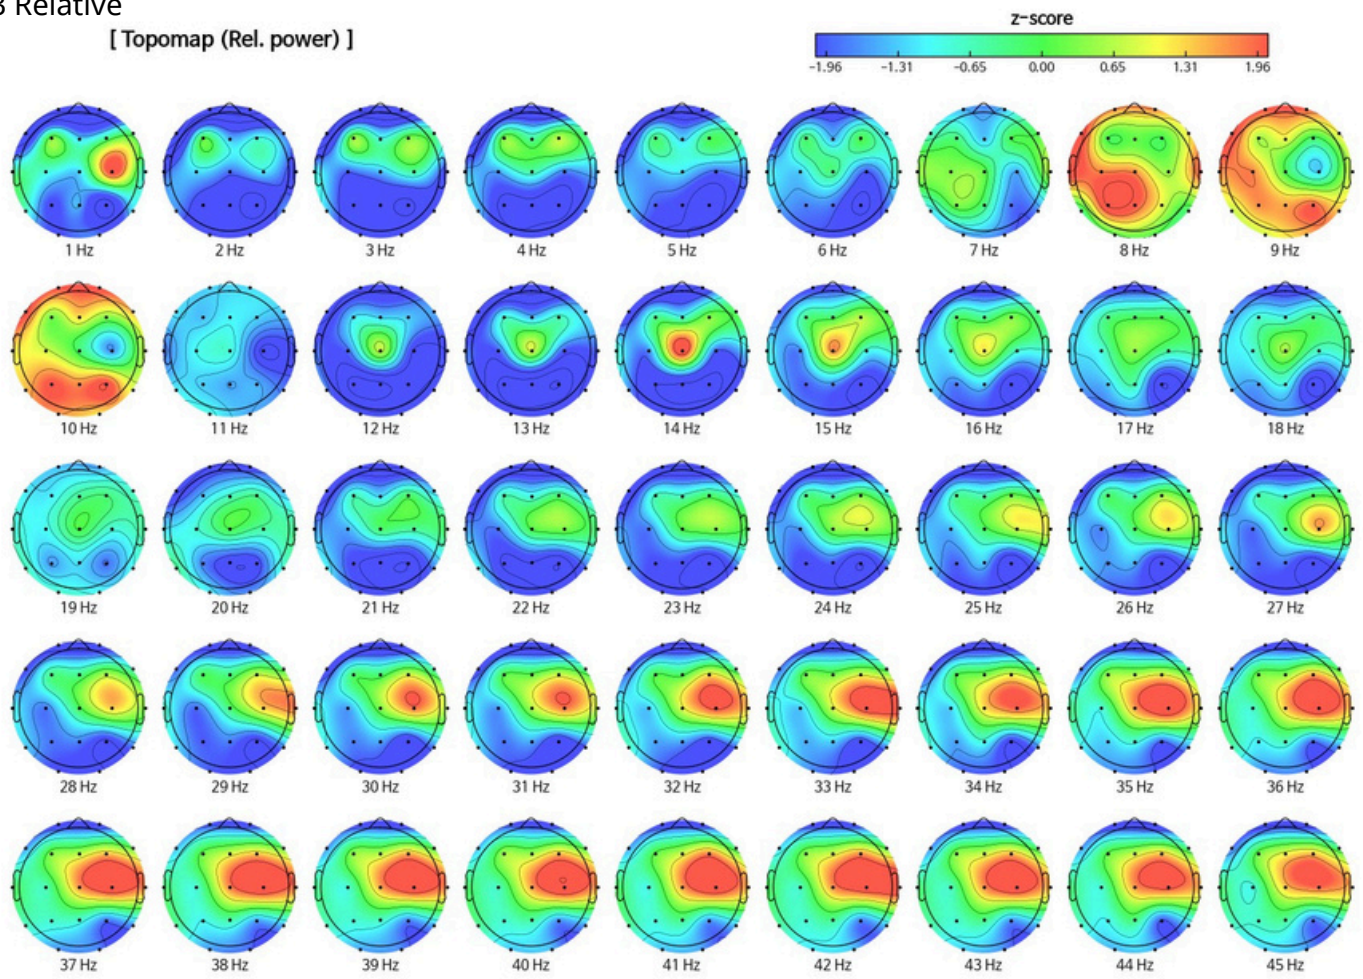 3 Relative
[ Topomap (Rel. power) ]
z-score
-1.96 -1.31 -0.65 0.00 0.65 1.31 1.96
1 Hz 2 Hz 3 Hz 4 Hz 5 Hz 6 Hz 7 Hz 8 Hz 9 Hz
10 Hz 11 Hz 12 Hz 13 Hz 14 Hz 15 Hz 16 Hz 17 Hz 18 Hz
19 Hz 20 Hz 21 Hz 22 Hz 23 Hz 24 Hz 25 Hz 26 Hz 27 Hz
28 Hz 29 Hz 30 Hz 31 Hz 32 Hz 33 Hz 34 Hz 35 Hz 36 Hz
37 Hz 38 Hz 39 Hz 40 Hz 41 Hz 42 Hz 43 Hz 44 Hz 45 Hz